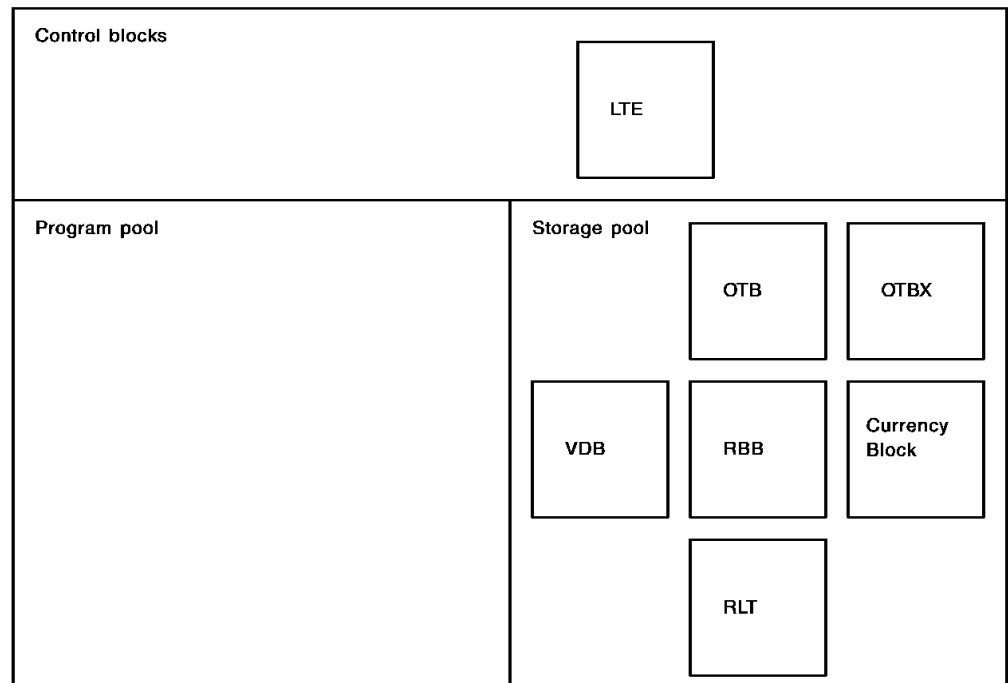 Control blocks
LTE
Program pool
Storage pool
OTB
OTBX
VDB
RBB
Currency
Block
RLT